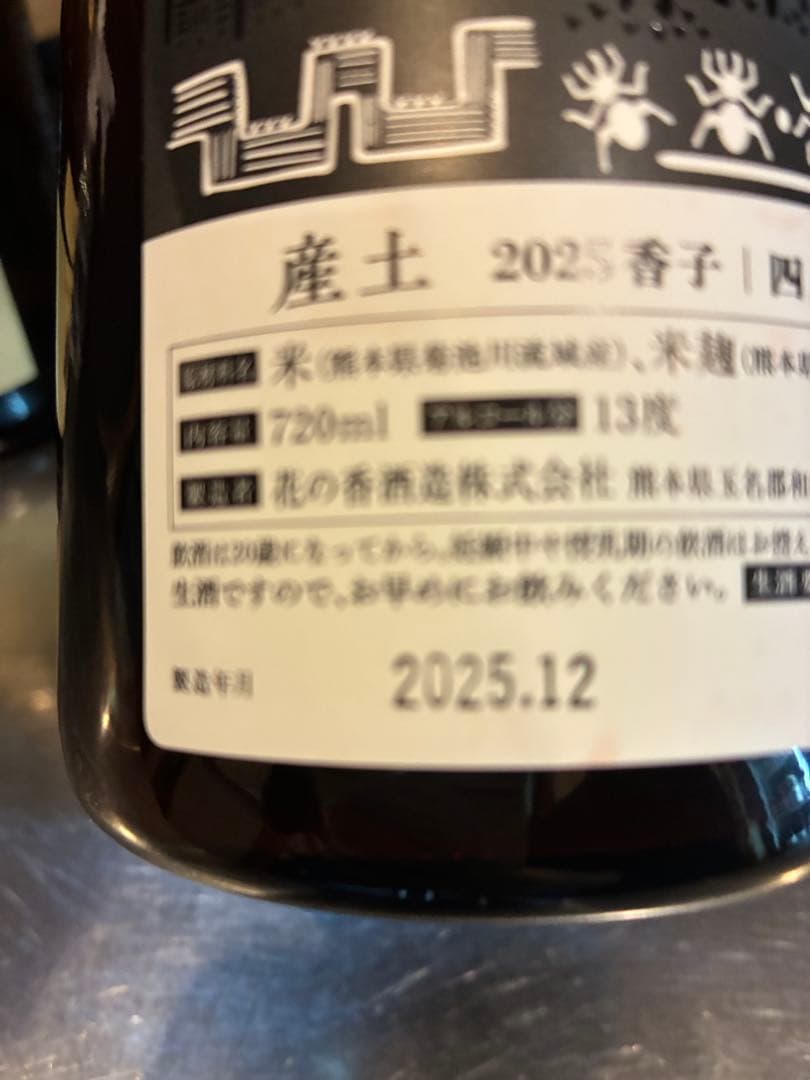 産土 2025 香子 | 四
原材料名 米(熊本県菊池川流域産)、米麹(熊本県
内容量 720ml アルコール分 13度
製造者 花の香酒造株式会社 熊本県玉名郡和
飲酒は20歳になってから。妊娠中や授乳期の飲酒はお控え
生酒ですので、お早めにお飲みください。 生酒
製造年月 2025.12